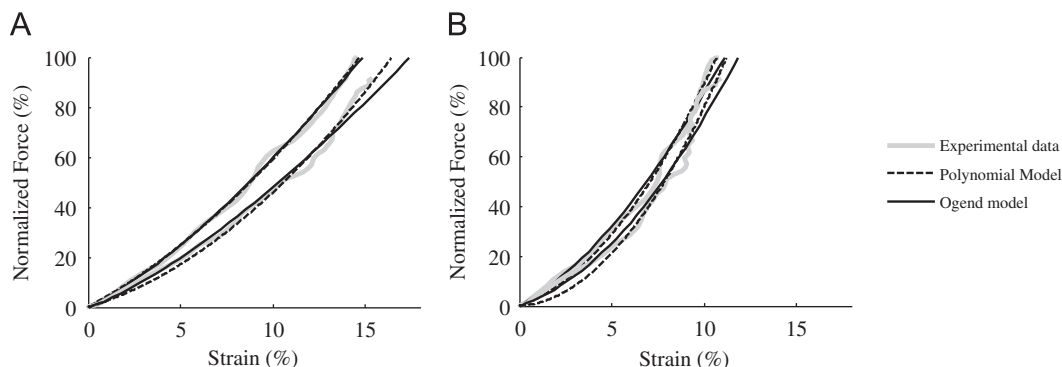 A
B
100
80
60
40
20
0
Normalized Force (%)
0 5 10 15
Strain (%)
100
80
60
40
20
0
Normalized Force (%)
0 5 10 15
Strain (%)
Experimental data
Polynomial Model
Ogend model